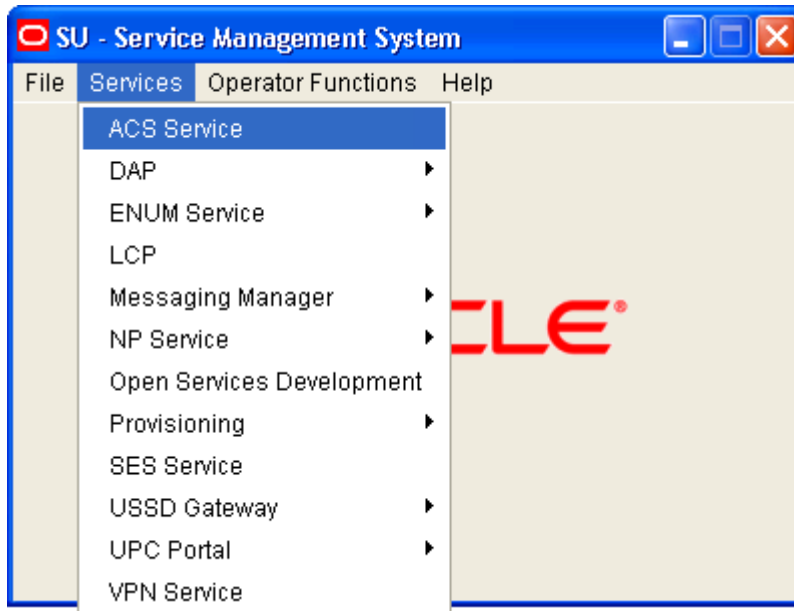 SU - Service Management System
File Services Operator Functions Help
ACS Service
DAP
ENUM Service
LCP
Messaging Manager
NP Service
CLE®
Open Services Development
Provisioning
SES Service
USSD Gateway
UPC Portal
VPN Service